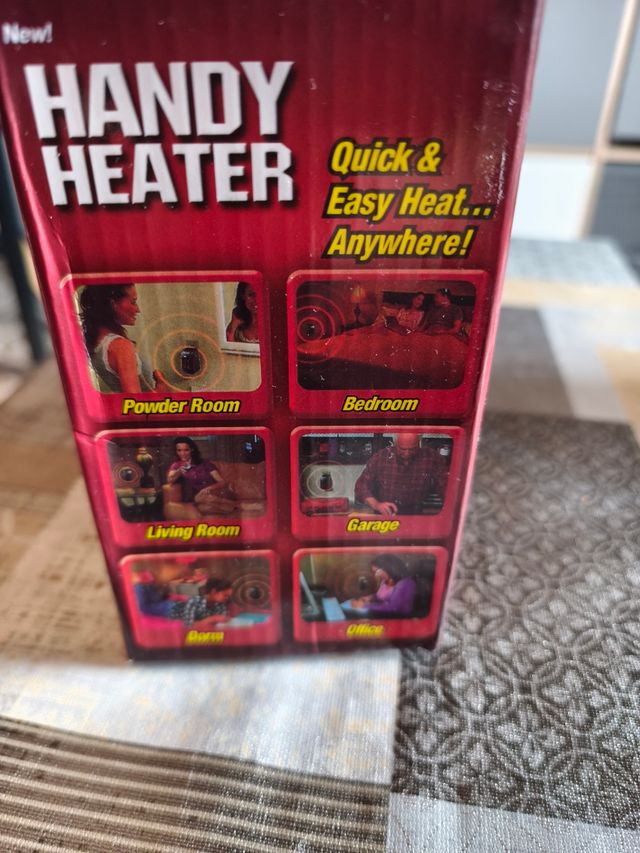 New!
HANDY
HEATER
Quick &
Easy Heat...
Anywhere!
Powder Room
Bedroom
Living Room
Garage
Dorm
Office